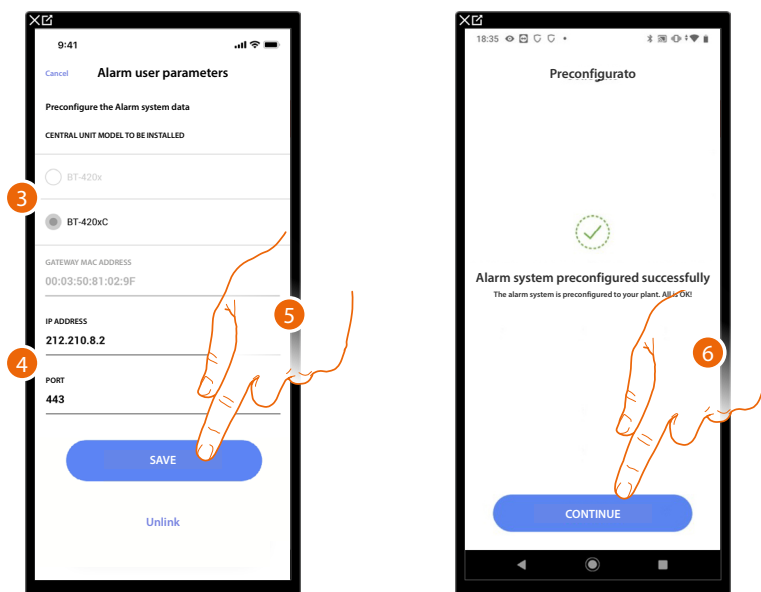 9:41
Cancel Alarm user parameters
Preconfigure the Alarm system data
CENTRAL UNIT MODEL TO BE INSTALLED
BT-420x
3
BT-420xC
GATEWAY MAC ADDRESS
00:03:50:81:02:9F
5
IP ADDRESS
212.210.8.2
4
PORT
443
SAVE
Unlink
18:35
Preconfigurato
Alarm system preconfigured successfully
The alarm system is preconfigured to your plant. All is OK!
6
CONTINUE